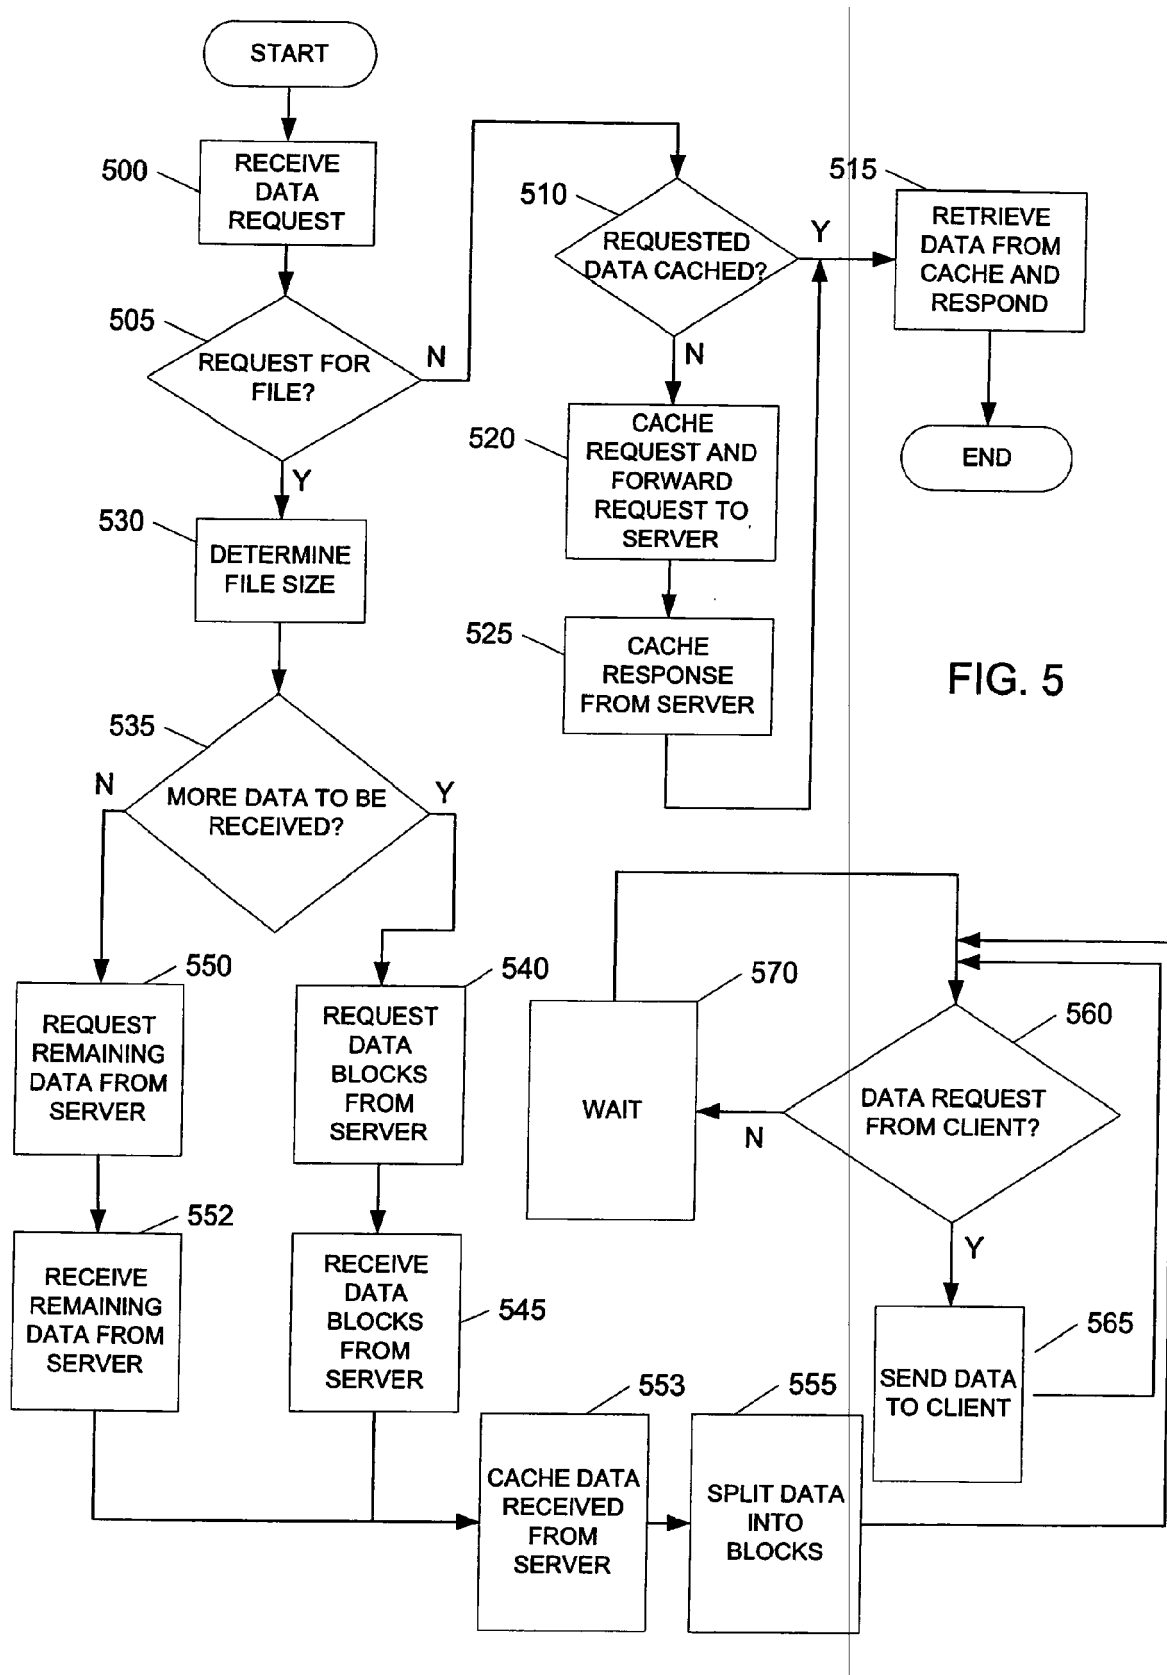 START
500
RECEIVE
DATA
REQUEST
505
REQUEST FOR
FILE?
N
Y
510
REQUESTED
DATA CACHED?
Y
N
515
RETRIEVE
DATA FROM
CACHE AND
RESPOND
END
520
CACHE
REQUEST AND
FORWARD
REQUEST TO
SERVER
525
CACHE
RESPONSE
FROM SERVER
FIG. 5
530
DETERMINE
FILE SIZE
535
MORE DATA TO BE
RECEIVED?
N
Y
550
REQUEST
REMAINING
DATA FROM
SERVER
540
REQUEST
DATA
BLOCKS
FROM
SERVER
552
RECEIVE
REMAINING
DATA FROM
SERVER
545
RECEIVE
DATA
BLOCKS
FROM
SERVER
553
CACHE DATA
RECEIVED
FROM
SERVER
555
SPLIT DATA
INTO
BLOCKS
570
WAIT
560
DATA REQUEST
FROM CLIENT?
N
Y
565
SEND DATA
TO CLIENT